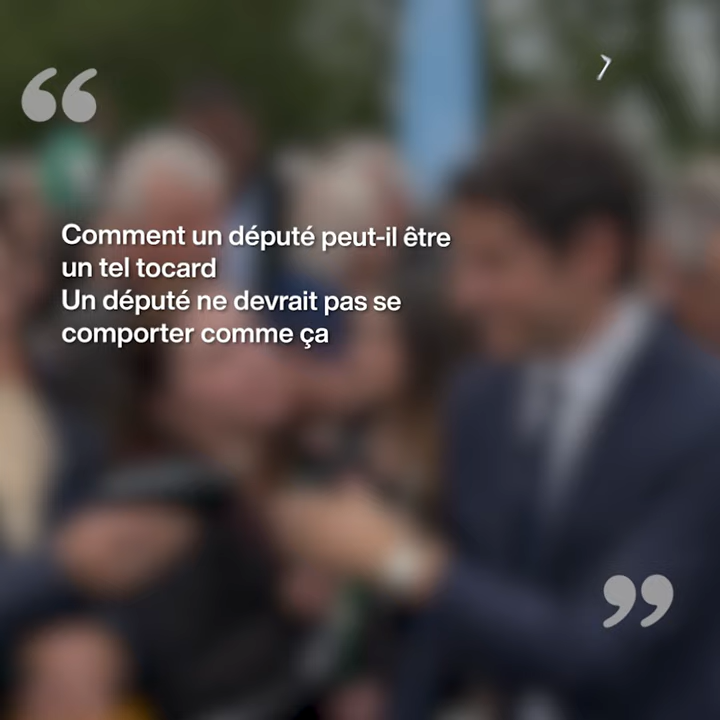 “
Comment un député peut-il être
un tel tocard
Un député ne devrait pas se
comporter comme ça
”